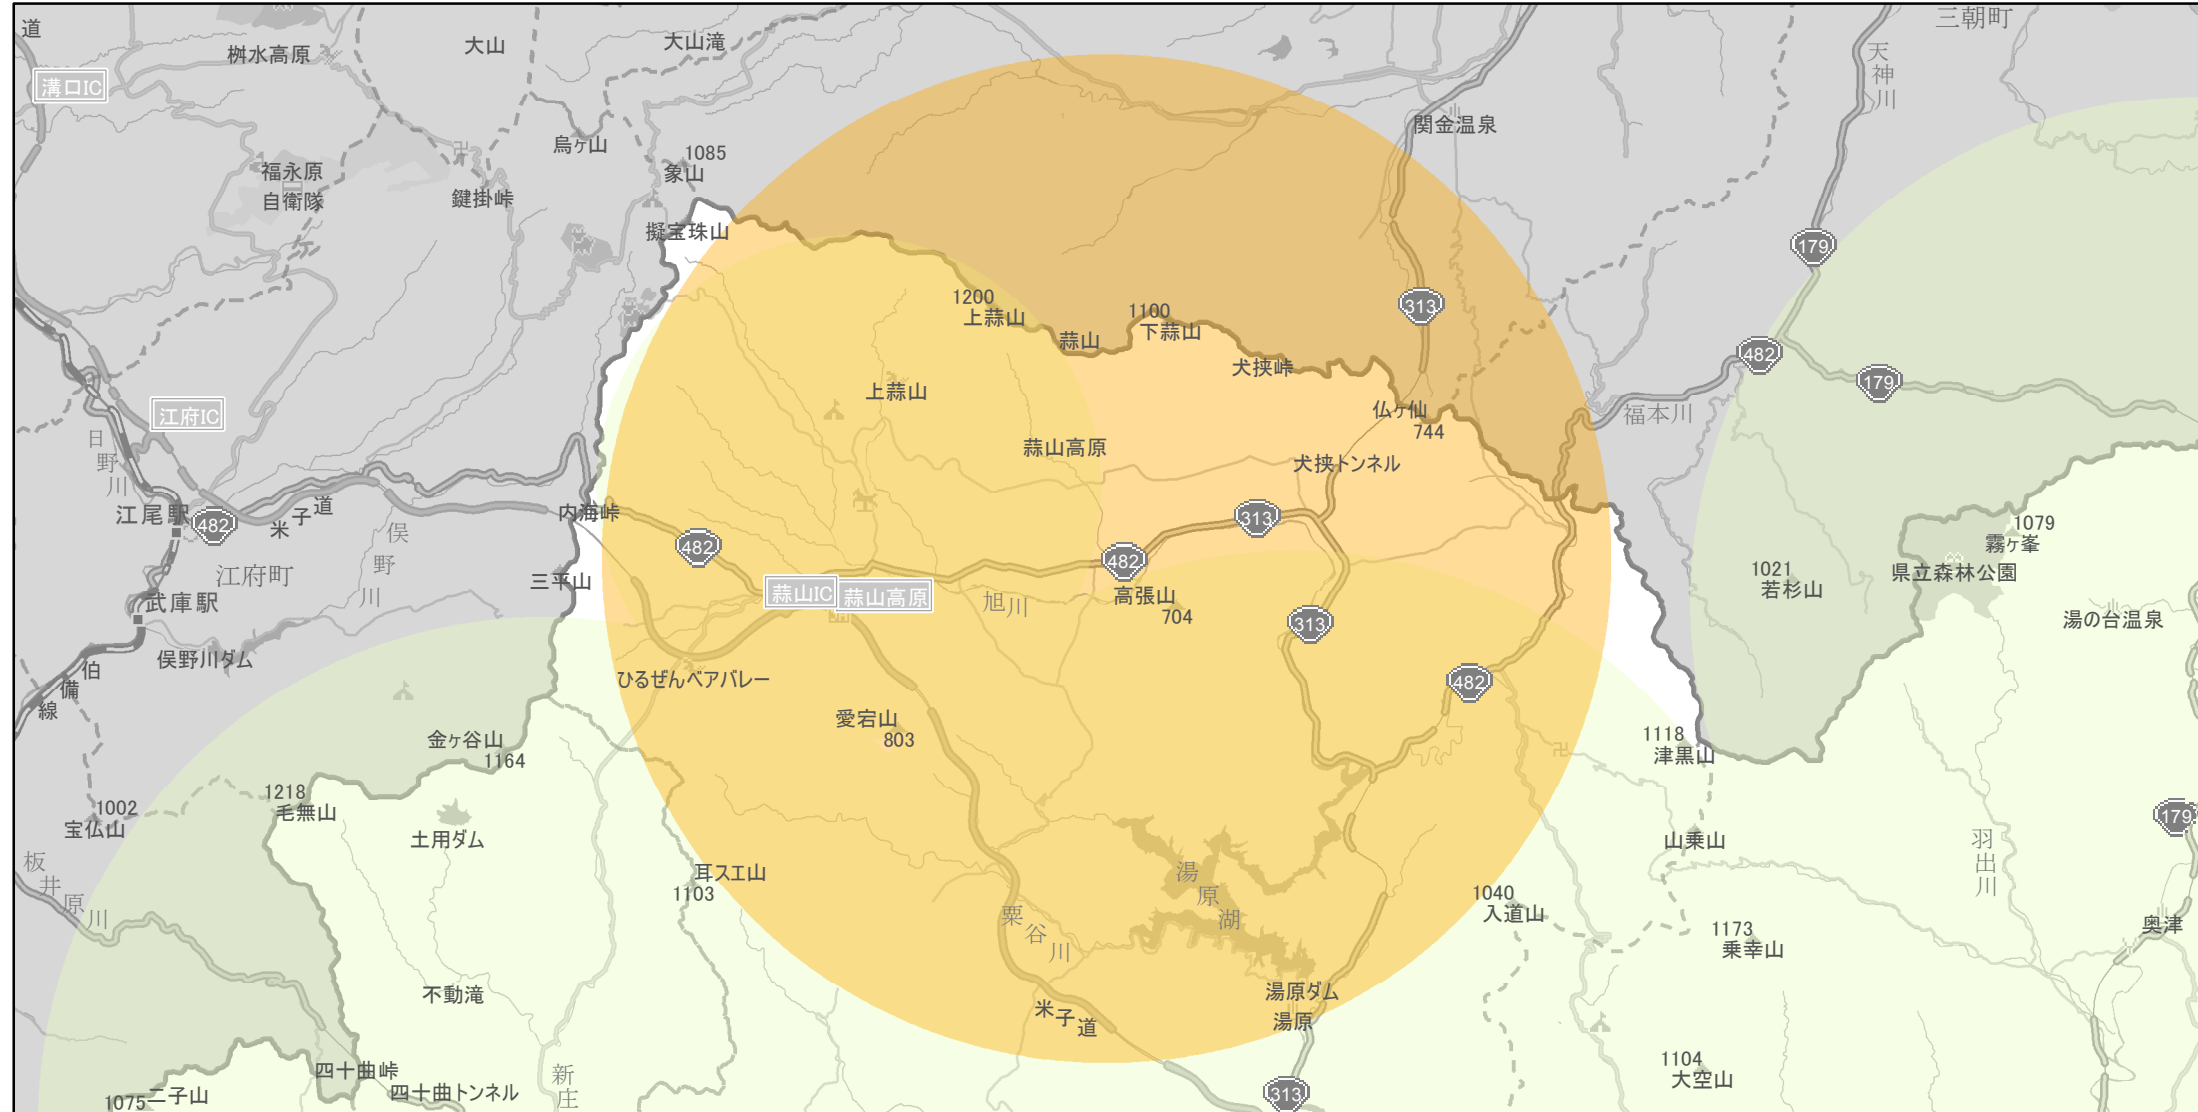 道
桝水高原
大山
大山滝
三朝町
天神川
溝口IC
関金温泉
烏ヶ山
1085
象山
福永原
自衛隊
鍵掛峠
擬宝珠山
179
1200
上蒜山
1100
下蒜山
313
蒜山
犬挟峠
482
179
上蒜山
江府IC
仏ヶ仙
744
福本川
日野川
蒜山高原
犬挟トンネル
江尾駅
482
米子道
俣野川
内海峠
482
313
482
1079
霧ヶ峯
江府町
三平山
蒜山IC
蒜山高原
旭川
高張山
704
1021
若杉山
県立森林公園
武庫駅
313
湯の台温泉
俣野川ダム
伯備線
ひるぜんベアバレー
482
愛宕山
803
金ヶ谷山
1164
1118
津黒山
1218
毛無山
1002
宝仏山
土用ダム
179
山乗山
羽出川
板井原川
耳スエ山
1103
湯原湖
1040
入道山
粟谷川
1173
乗幸山
奥津
不動滝
湯原ダム
湯原
米子道
四十曲峠
新庄
1104
大空山
1075
二子山
四十曲トンネル
313